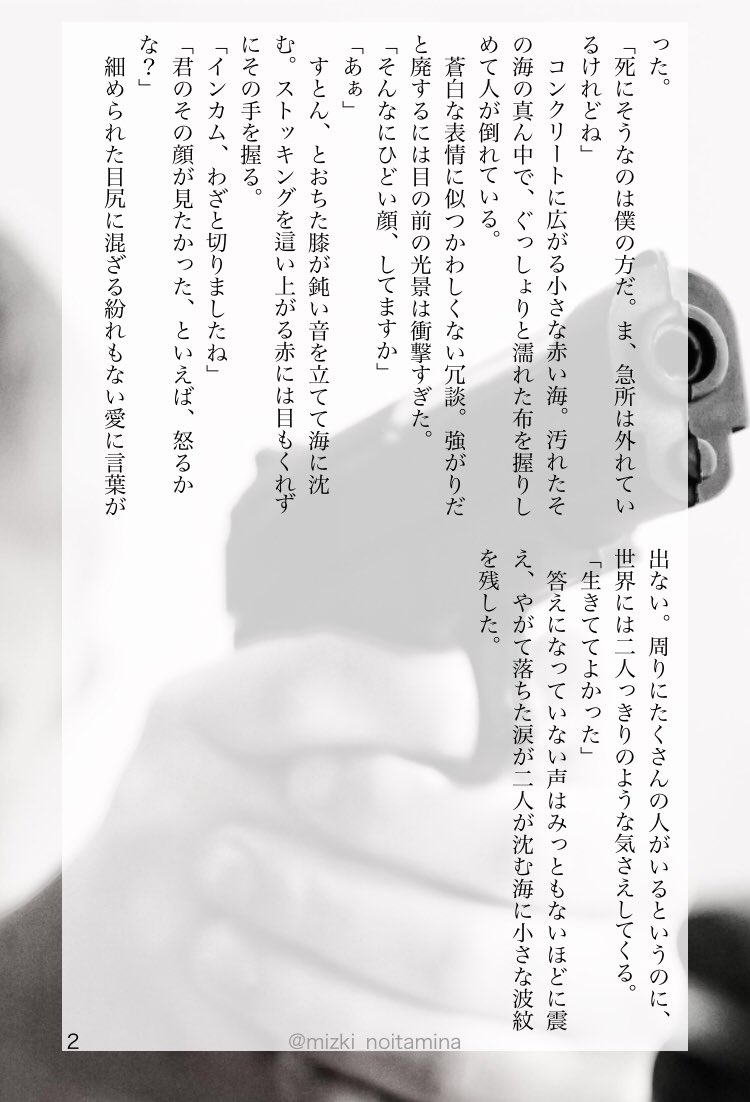 った。
「死にそうなのは僕の方だ。ま、急所は外れてい
るけれどね」
　コンクリートに広がる小さな赤い海。汚れたそ
の海の真ん中で、ぐっしょりと濡れた布を握りし
めて人が倒れている。
　蒼白な表情に似つかわしくない冗談。強がりだ
と廃するには目の前の光景は衝撃すぎた。
「そんなにひどい顔、してますか」
「あぁ」
　すとん、とおちた膝が鈍い音を立てて海に沈
む。ストッキングを這い上がる赤には目もくれず
にその手を握る。
「インカム、わざと切りましたね」
「君のその顔が見たかった、といえば、怒るか
な？」
　細められた目尻に混ざる紛れもない愛に言葉が
出ない。周りにたくさんの人がいるというのに、
世界には二人っきりのような気さえしてくる。
「生きててよかった」
　答えになっていない声はみっともないほどに震
え、やがて落ちた涙が二人が沈む海に小さな波紋
を残した。
2
@mizki_noitamina